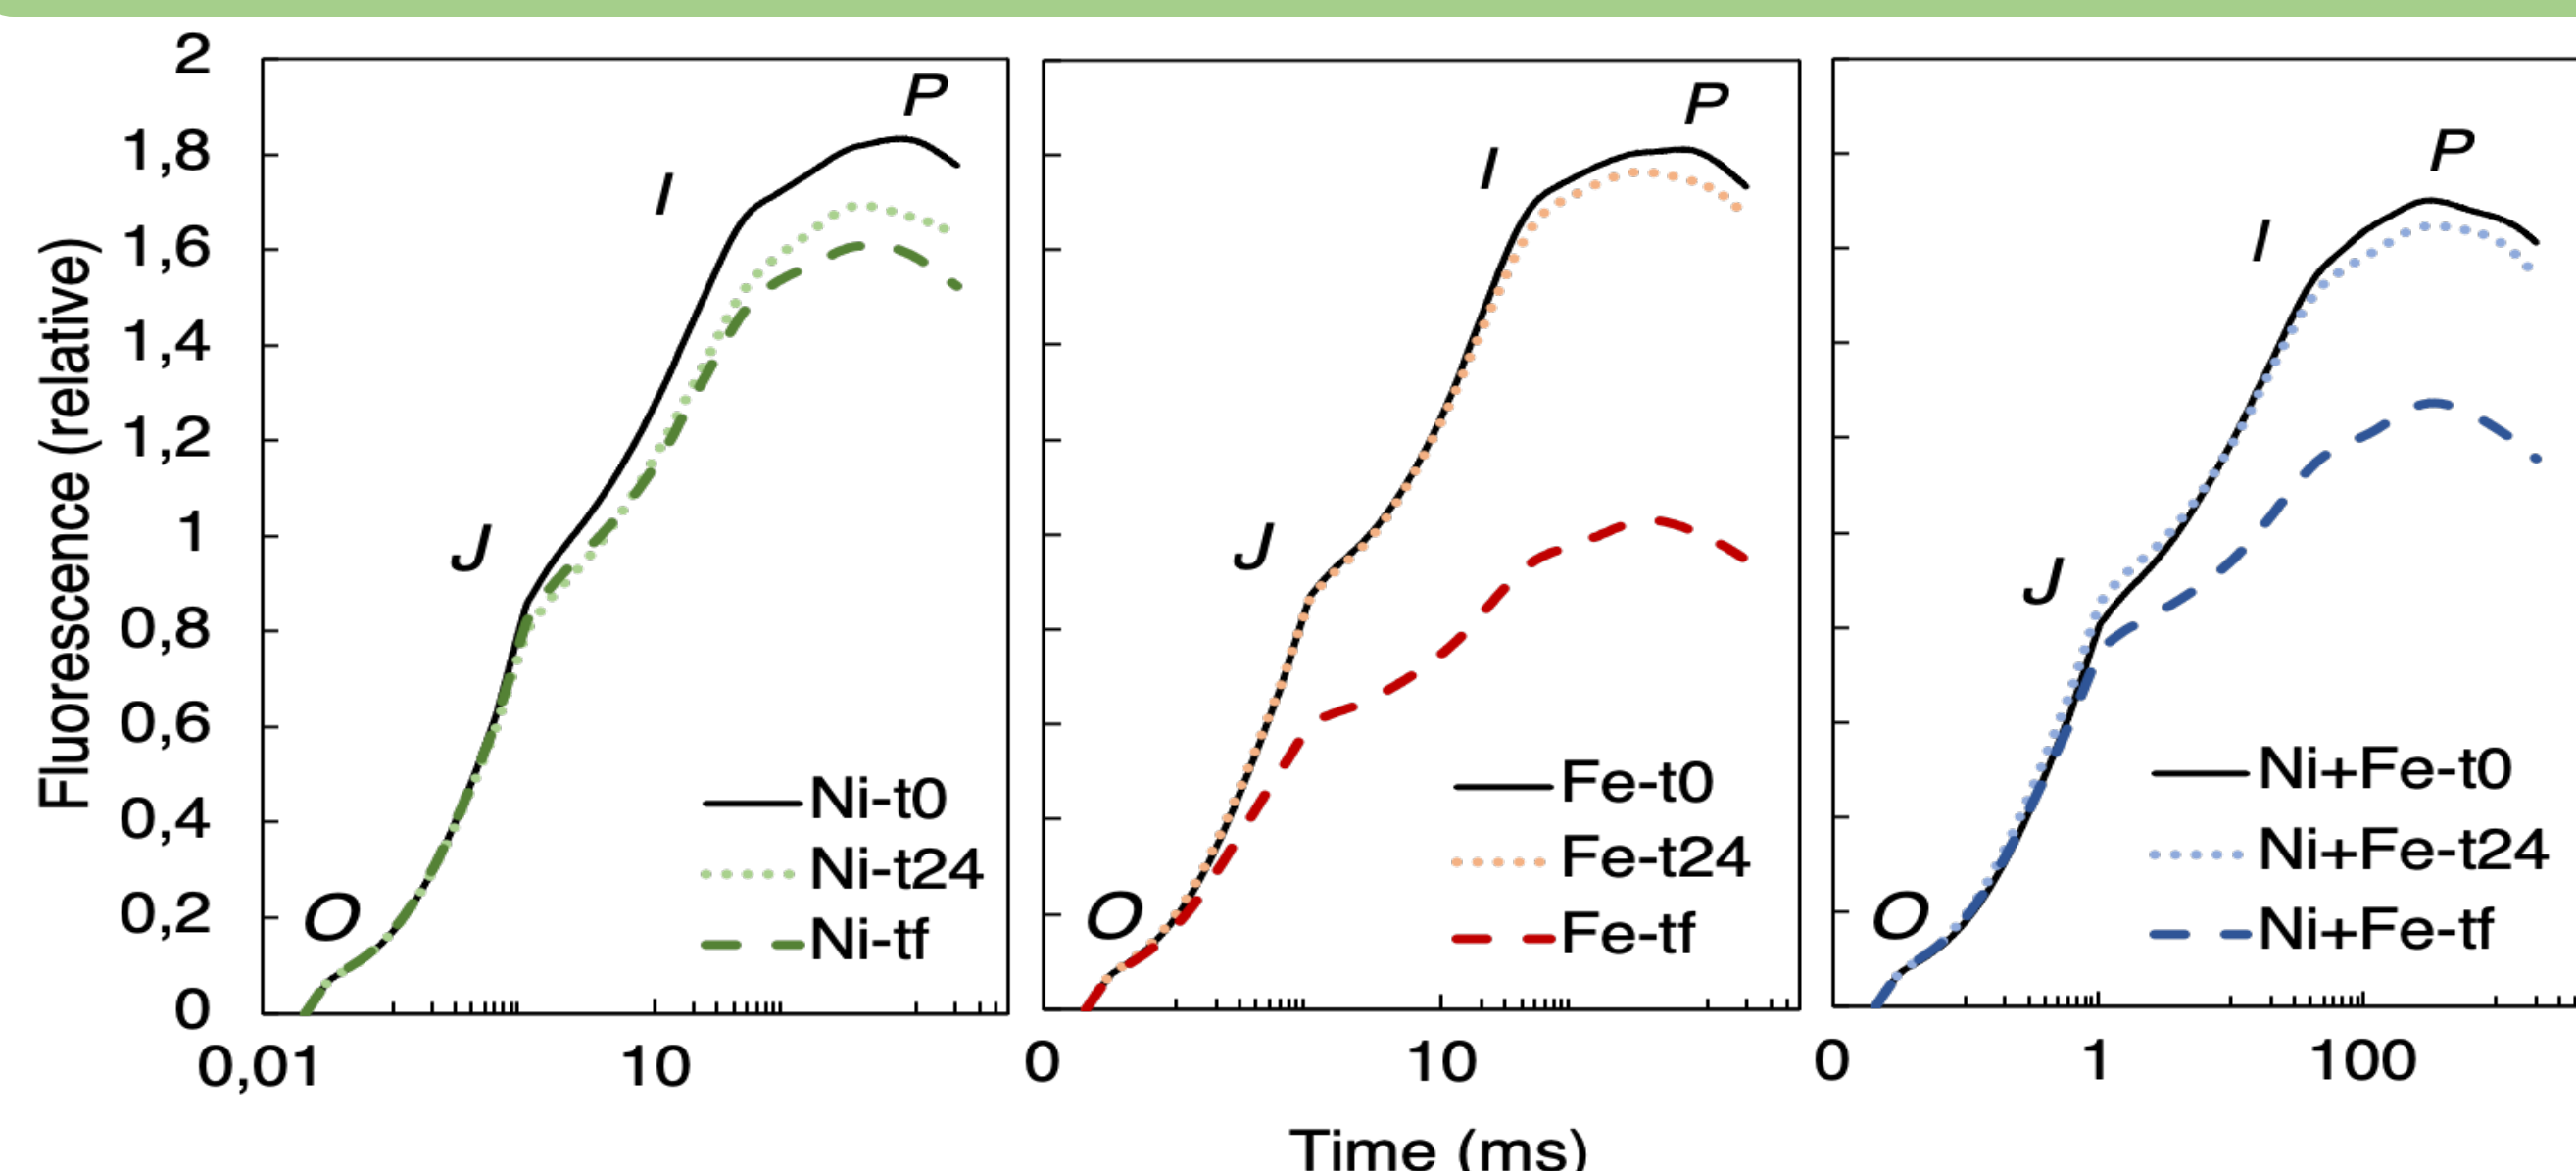 Fluorescence (relative)
2
1,8
1,6
1,4
1,2
1
0,8
0,6
0,4
0,2
0
O
J
I
P
Ni-t0
Ni-t24
Ni-tf
0,01
10
O
J
I
P
Fe-t0
Fe-t24
Fe-tf
0
10
O
J
I
P
Ni+Fe-t0
Ni+Fe-t24
Ni+Fe-tf
0
1
100
Time (ms)